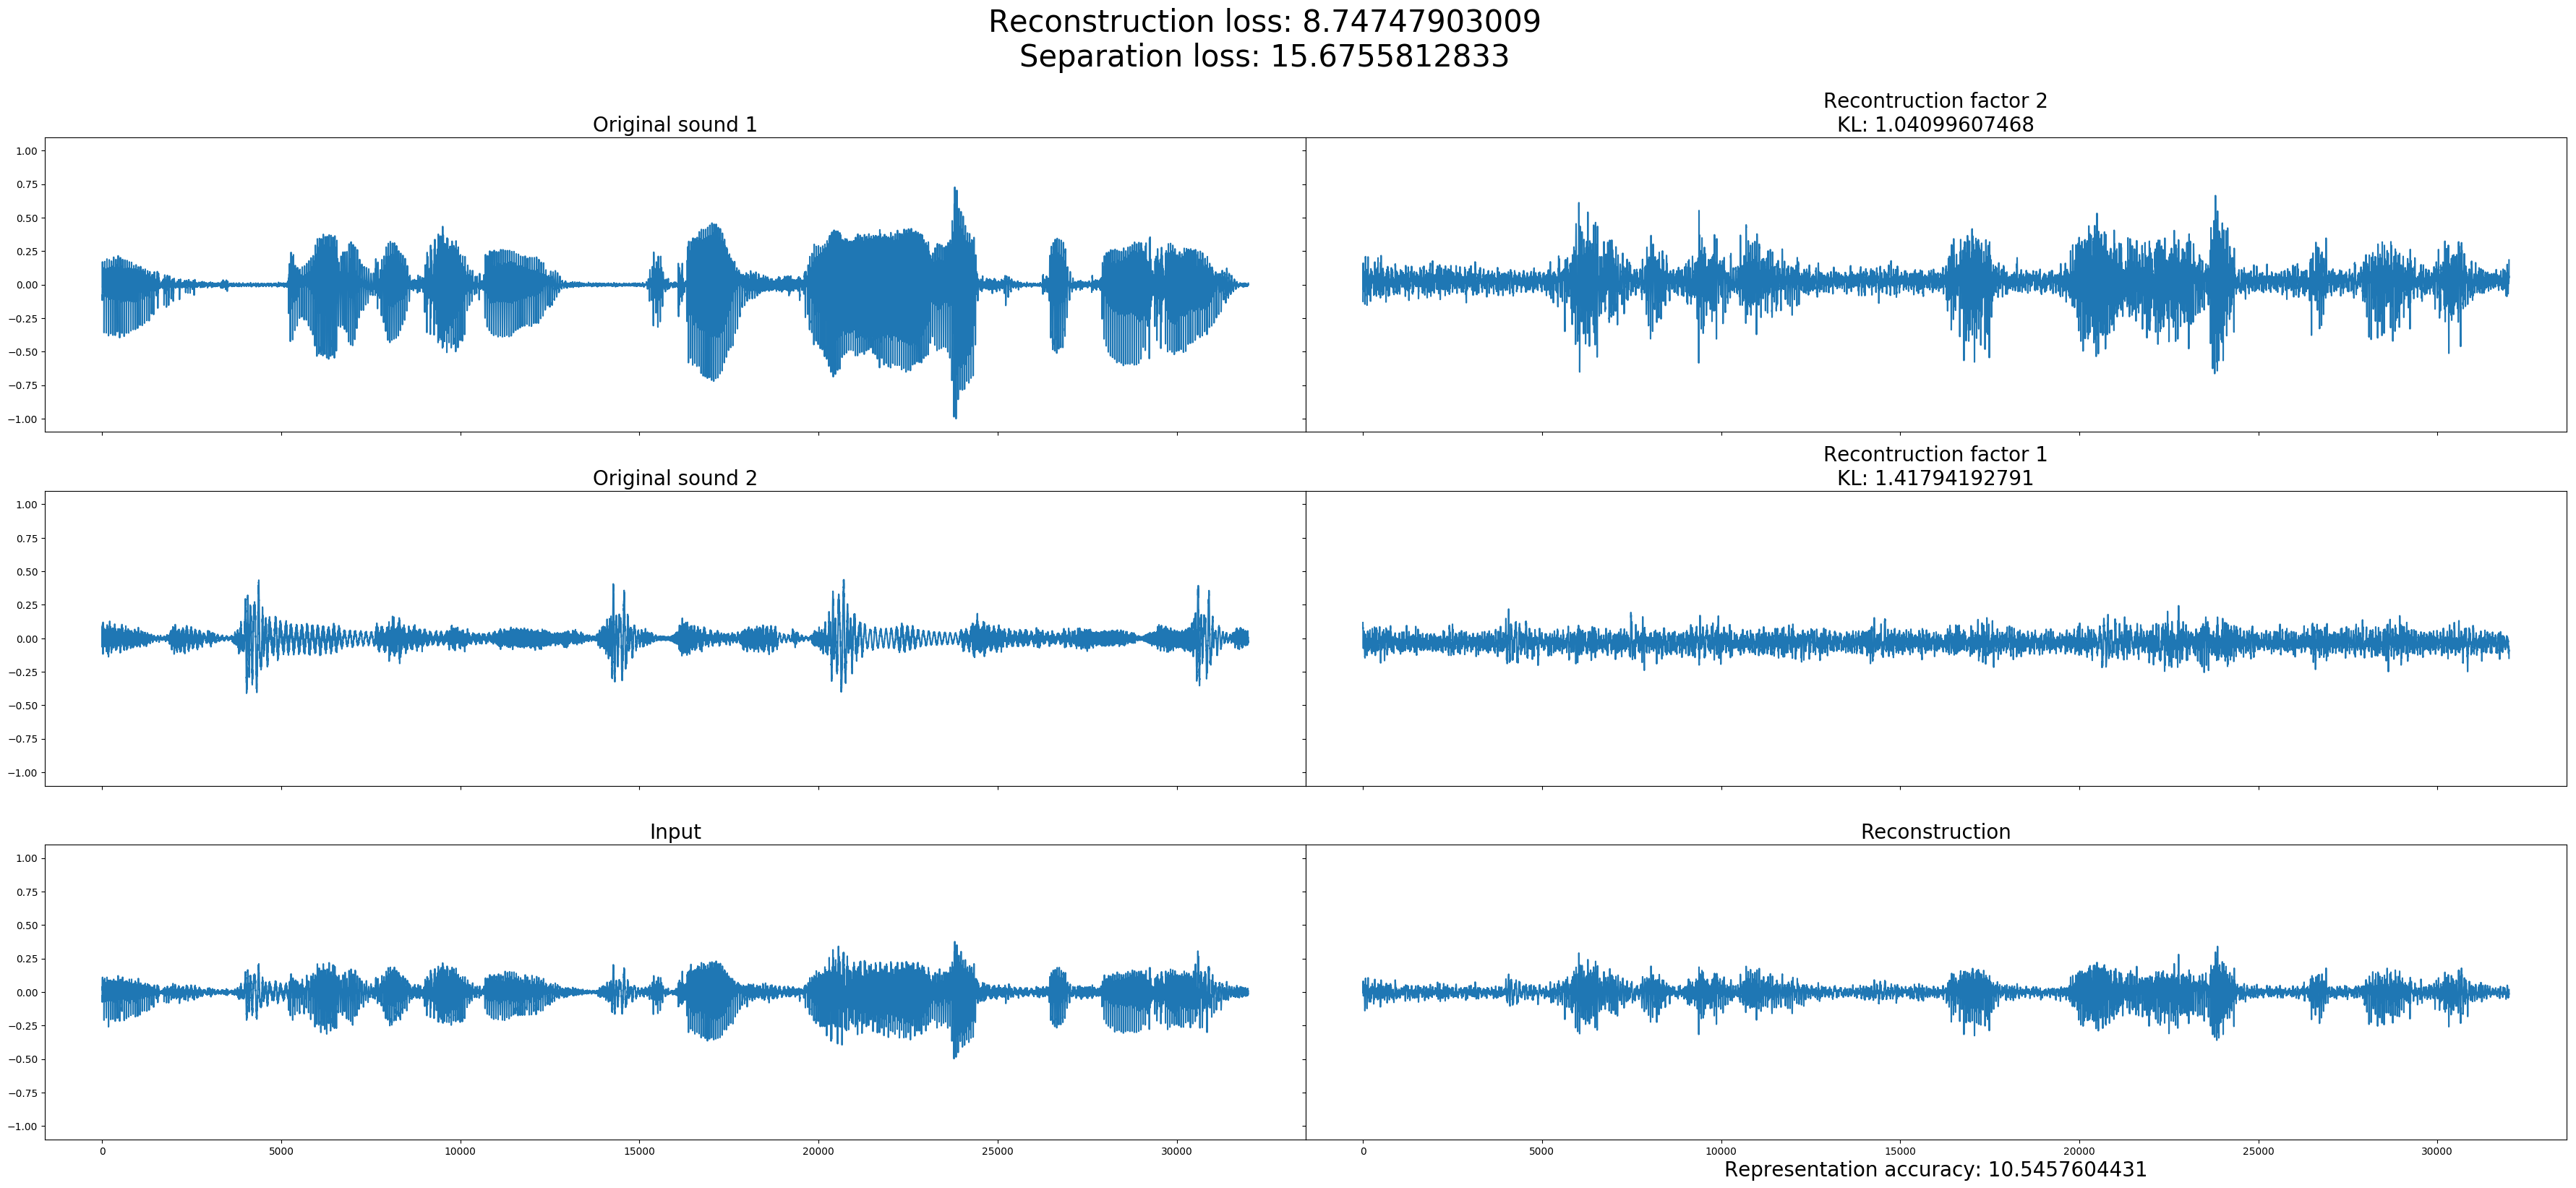 Reconstruction loss: 8.74747903009
Separation loss: 15.6755812833
Original sound 1
Recontruction factor 2
KL: 1.04099607468
1.00
0.75
0.50
0.25
0.00
−0.25
−0.50
−0.75
−1.00
Original sound 2
Recontruction factor 1
KL: 1.41794192791
1.00
0.75
0.50
0.25
0.00
−0.25
−0.50
−0.75
−1.00
Input
Reconstruction
1.00
0.75
0.50
0.25
0.00
−0.25
−0.50
−0.75
−1.00
0 5000 10000 15000 20000 25000 30000
0 5000 10000 15000 20000 25000 30000
Representation accuracy: 10.5457604431